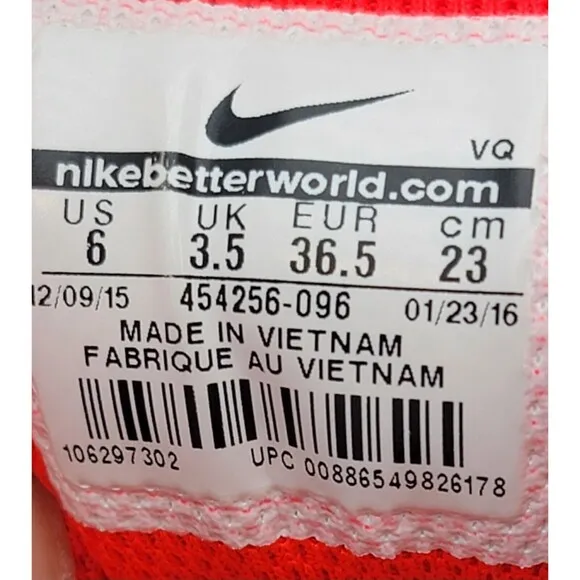 VQ
nikebetterworld.com
US UK EUR cm
6 3.5 36.5 23
12/09/15 454256-096 01/23/16
MADE IN VIETNAM
FABRIQUE AU VIETNAM
106297302 UPC 00886549826178